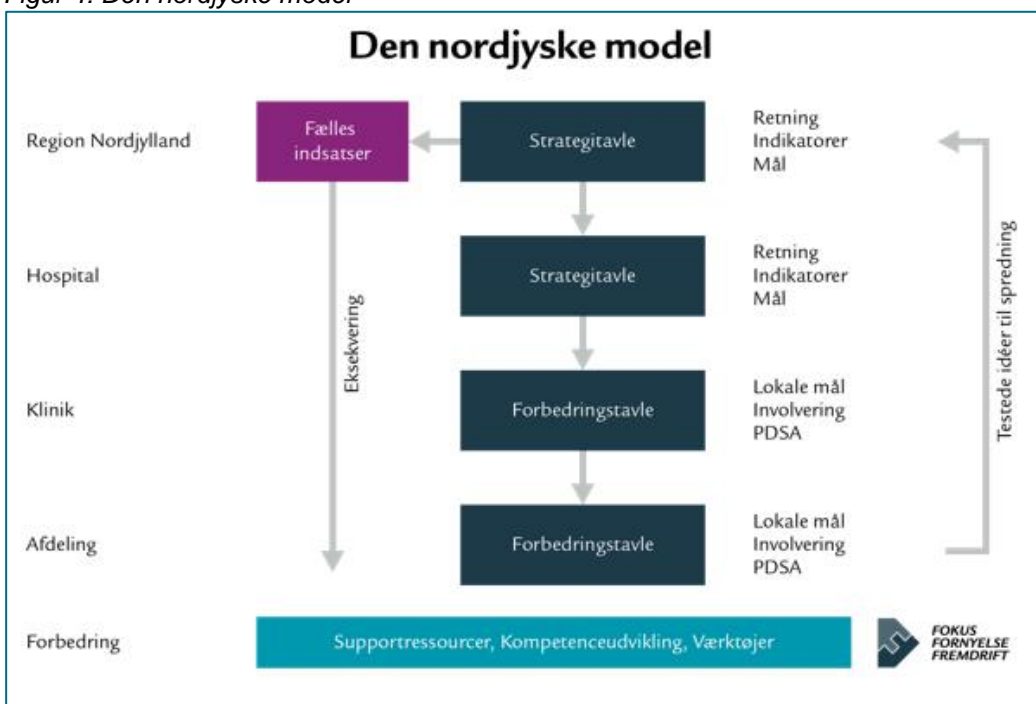 Den nordjyske model
Region Nordjylland
Fælles
indsatser
Strategitavle
Retning
Indikatorer
Mål
Hospital
Strategitavle
Retning
Indikatorer
Mål
Eksekvering
Testede idéer til spredning
Klinik
Forbedringstavle
Lokale mål
Involvering
PDSA
Afdeling
Forbedringstavle
Lokale mål
Involvering
PDSA
Forbedring
Supportressourcer, Kompetenceudvikling, Værktøjer
FOKUS
FORNYELSE
FREMDRIFT